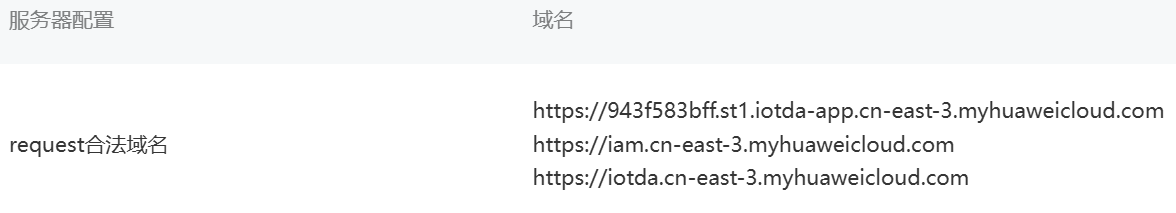 服务器配置 域名
https://943f583bff.st1.iotda-app.cn-east-3.myhuaweicloud.com
request合法域名 https://iam.cn-east-3.myhuaweicloud.com
https://iotda.cn-east-3.myhuaweicloud.com